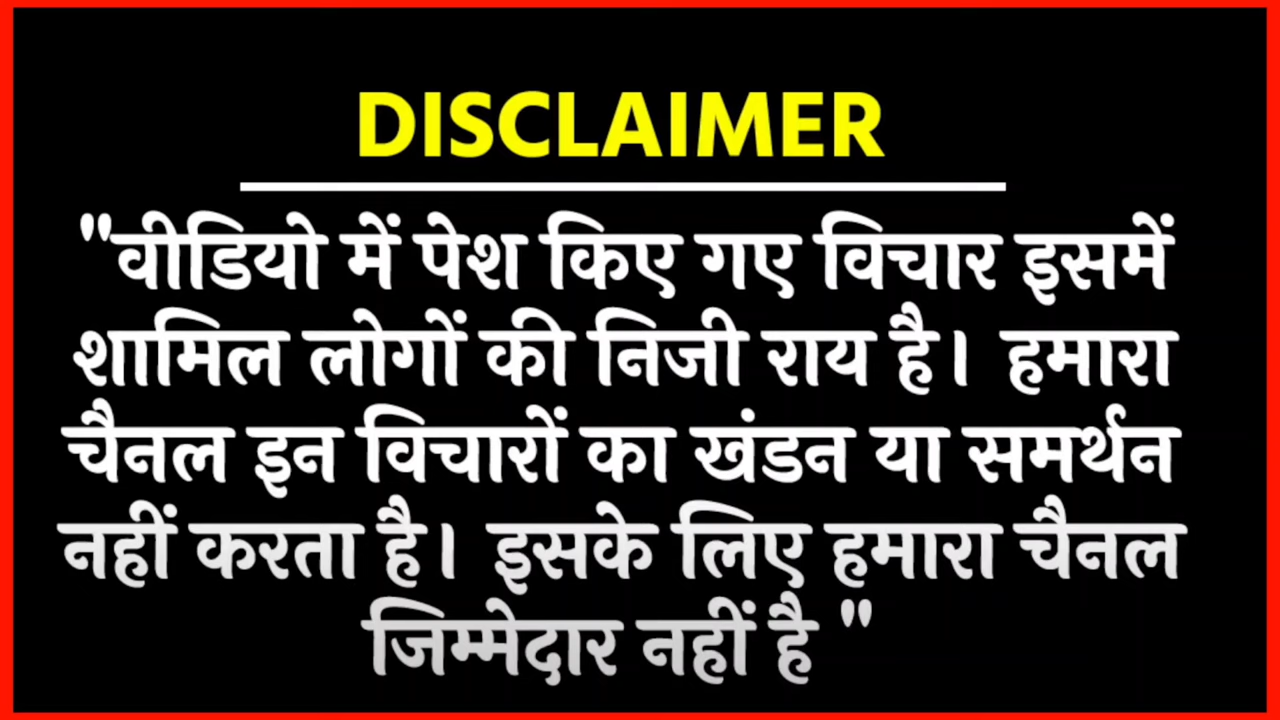 DISCLAIMER
"वीडियो में पेश किए गए विचार इसमें
शामिल लोगों की निजी राय है। हमारा
चैनल इन विचारों का खंडन या समर्थन
नहीं करता है। इसके लिए हमारा चैनल
जिम्मेदार नहीं है "